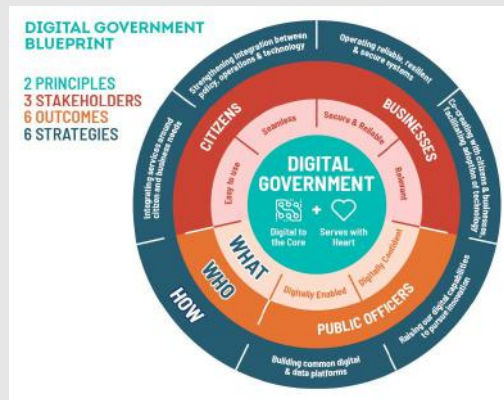 DIGITAL GOVERNMENT
BLUEPRINT
2 PRINCIPLES
3 STAKEHOLDERS
6 OUTCOMES
6 STRATEGIES
Strengthening integration between
policy, operations & technology
Operating reliable, resilient
& secure systems
Co-creating with citizens & businesses,
facilitating adoption of technology
Raising our digital capabilities
to pursue innovation
Building common digital
& data platforms
Integrating services around
citizen and business needs
HOW
CITIZENS
BUSINESSES
PUBLIC OFFICERS
WHO
Easy to use
Seamless
Secure & Reliable
Relevant
Digitally Confident
Digitally Enabled
WHAT
DIGITAL
GOVERNMENT
+
Digital to
the Core
Serves with
Heart